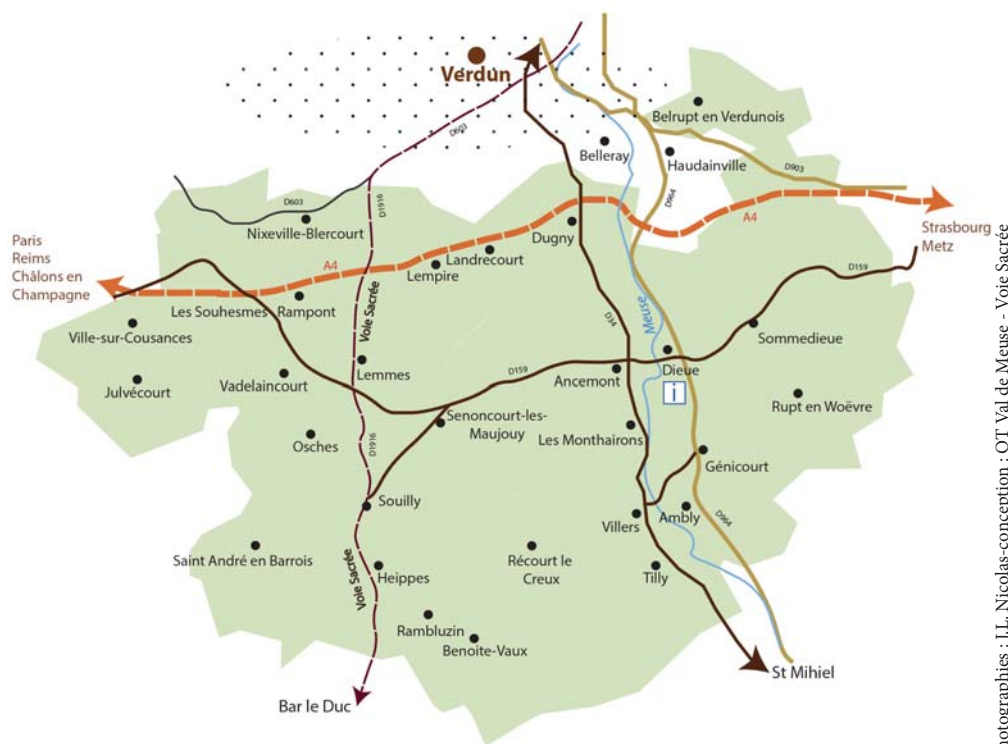 Verdun
D603
Belrupt en Verdunois
Belleray
Haudainville
D903
D603
D1916
D964
Nixeville-Blercourt
Dugny
A4
Strasbourg
Metz
Paris
Reims
Châlons en
Champagne
Landrecourt
Lempire
A4
D159
Les Souhesmes
Rampont
Voie Sacrée
Meuse
D34
Ville-sur-Cousances
Sommedieue
Lemmes
Dieue
Julvécourt
Vadelaincourt
D159
Ancemont
i
Rupt en Woëvre
Senoncourt-les-
Maujouy
Osches
D1916
Les Monthairons
Génicourt
Souilly
Villers
Ambly
D964
Saint André en Barrois
Voie Sacrée
Heippes
Récourt le
Creux
Tilly
Rambluzin
Benoite-Vaux
St Mihiel
Bar le Duc
hotographies : J.L. Nicolas-conception : OT Val de Meuse - Voie Sacrée